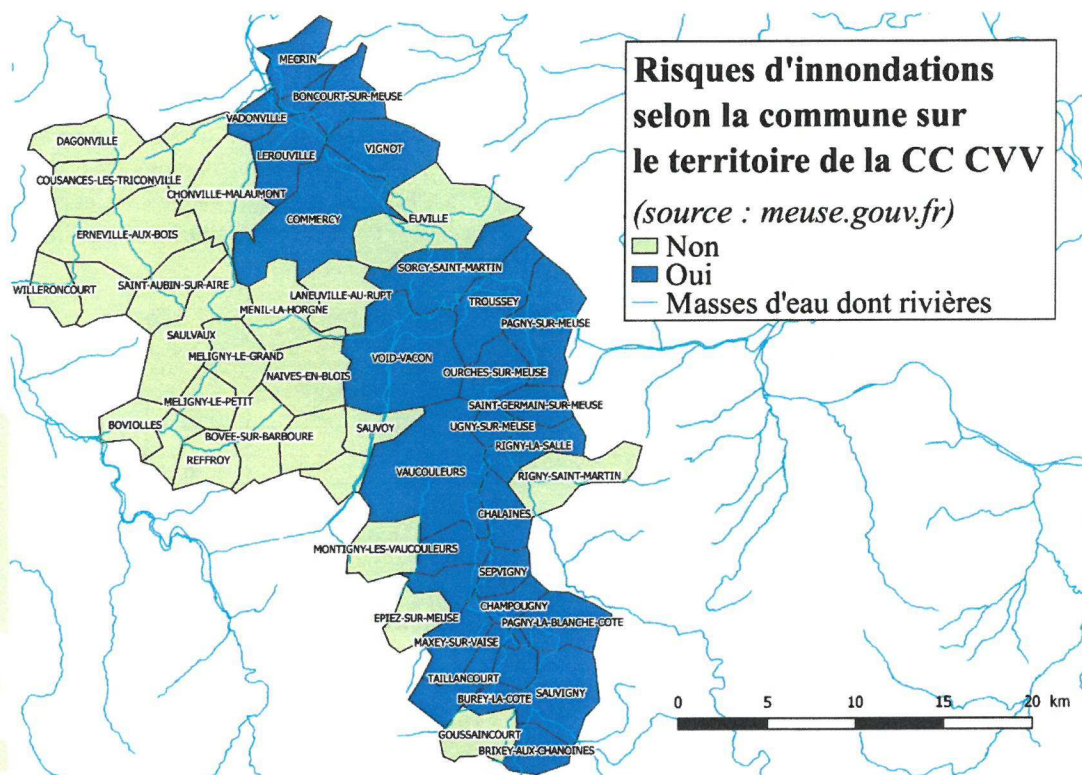 Risques d'innondations
selon la commune sur
le territoire de la CC CVV
(source : meuse.gouv.fr)
Non
Oui
Masses d'eau dont rivières
MECRIN
BONCOURT-SUR-MEUSE
VADONVILLE
DAGONVILLE
VIGNOT
LEROUVILLE
COUSANCES-LES-TRICONVILLE
CHONVILLE-MALAUMONT
EUVILLE
COMMERCY
ERNEVILLE-AUX-BOIS
SORCY-SAINT-MARTIN
WILLERONCOURT
SAINT-AUBIN-SUR-AIRE
LANEUVILLE-AU-RUPT
TROUSSEY
MENIL-LA-HORGNE
PAGNY-SUR-MEUSE
SAULVAUX
MELIGNY-LE-GRAND
VOID-VACON
NAIVES-EN-BLOIS
OURCHES-SUR-MEUSE
MELIGNY-LE-PETIT
SAINT-GERMAIN-SUR-MEUSE
BOVIOLLES
SAUVOY
UGNY-SUR-MEUSE
BOVEE-SUR-BARBOURE
RIGNY-LA-SALLE
REFFROY
VAUCOULEURS
RIGNY-SAINT-MARTIN
CHALAINES
MONTIGNY-LES-VAUCOULEURS
SEPVIGNY
CHAMPOUGNY
EPIEZ-SUR-MEUSE
PAGNY-LA-BLANCHE-COTE
MAXEY-SUR-VAISE
TAILLANCOURT
SAUVIGNY
BUREY-LA-COTE
GOUSSAINCOURT
BRIXEY-AUX-CHANOINES
0 5 10 15 20 km